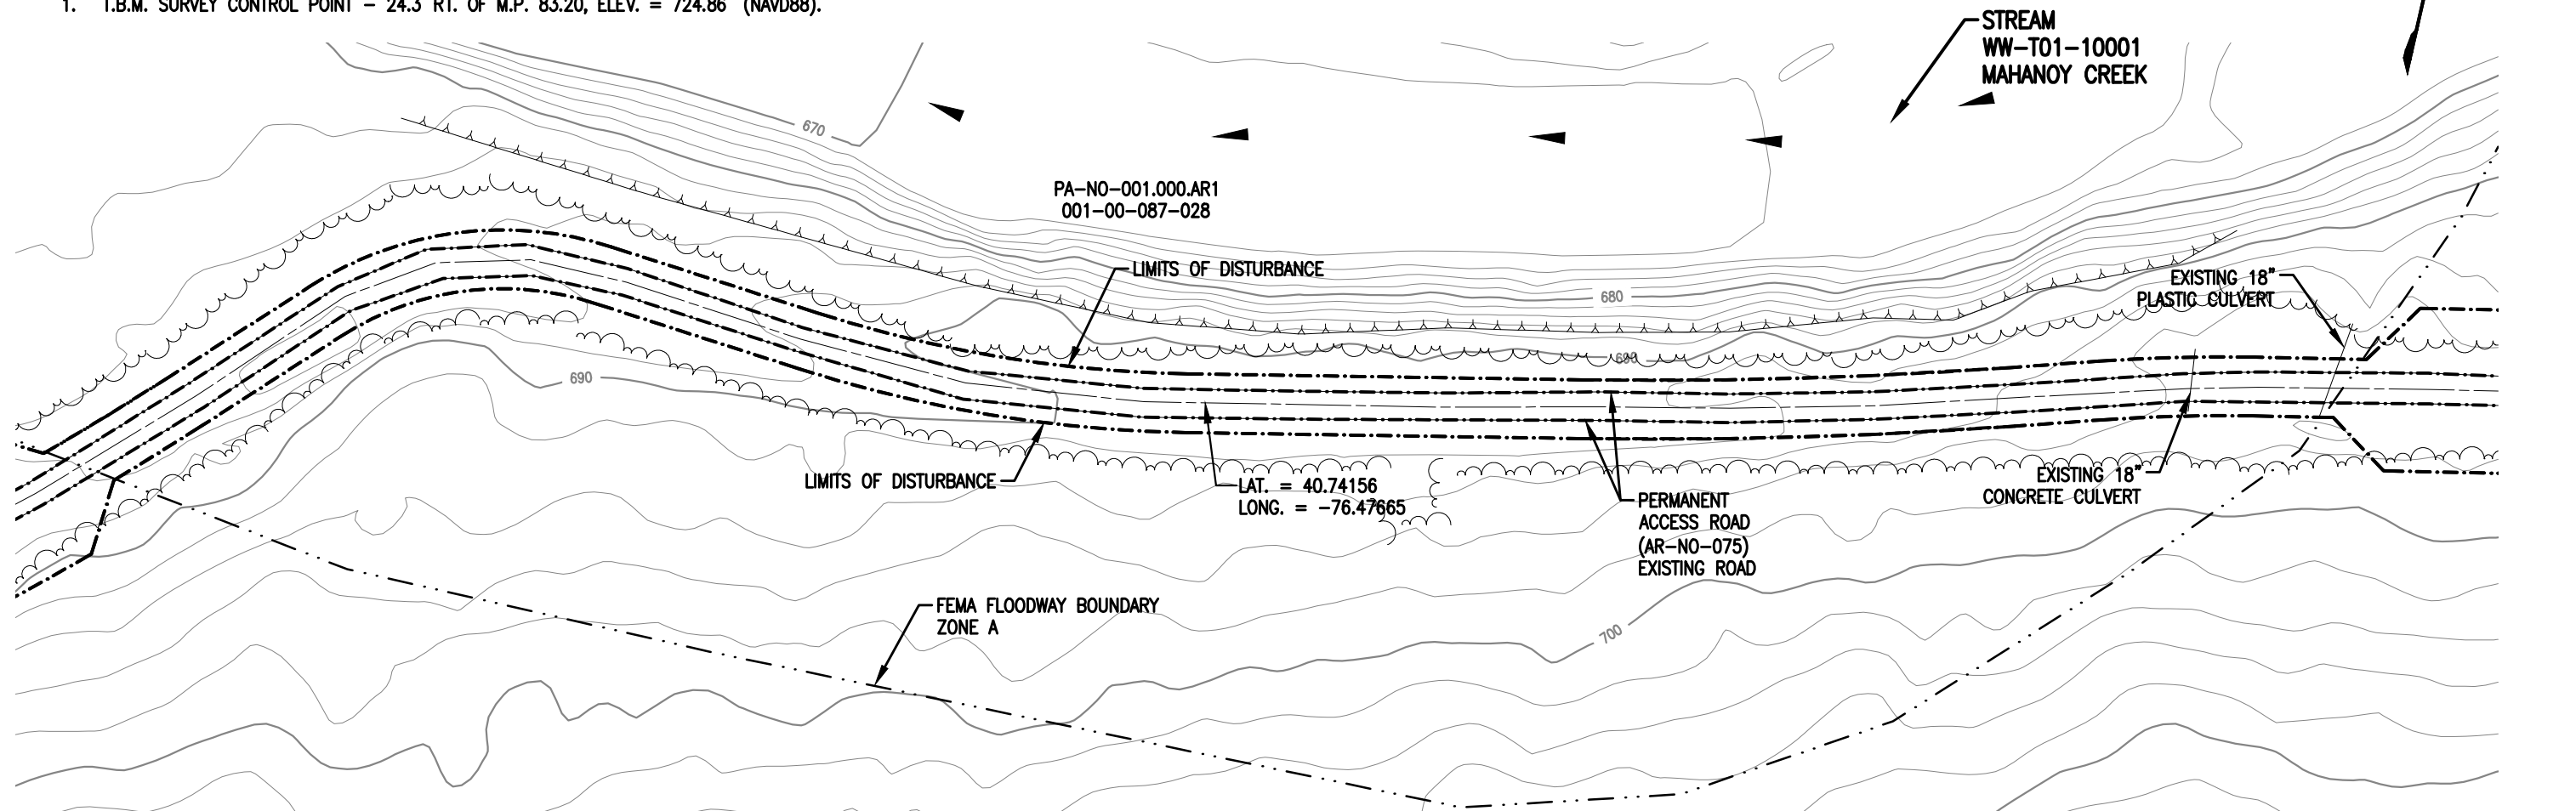 1. T.B.M. SURVEY CONTROL POINT – 24.3' RT. OF M.P. 83.20, ELEV. = 724.86' (NAVD88).
STREAM
WW-T01-10001
MAHANOY CREEK
670
PA-NO-001.000.AR1
001-00-087-028
LIMITS OF DISTURBANCE
680
EXISTING 18"
PLASTIC CULVERT
690
690
LIMITS OF DISTURBANCE
LAT. = 40.74156
LONG. = -76.47665
PERMANENT
ACCESS ROAD
(AR-NO-075)
EXISTING ROAD
EXISTING 18"
CONCRETE CULVERT
FEMA FLOODWAY BOUNDARY
ZONE A
700